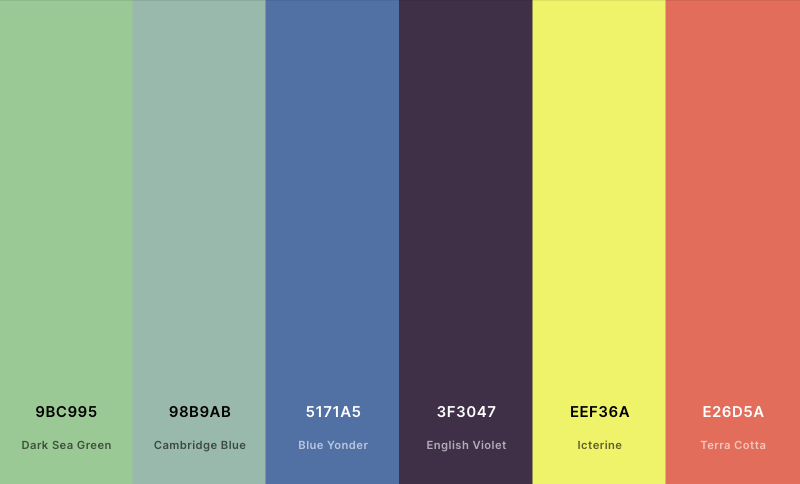 9BC995
Dark Sea Green
98B9AB
Cambridge Blue
5171A5
Blue Yonder
3F3047
English Violet
EEF36A
Icterine
E26D5A
Terra Cotta